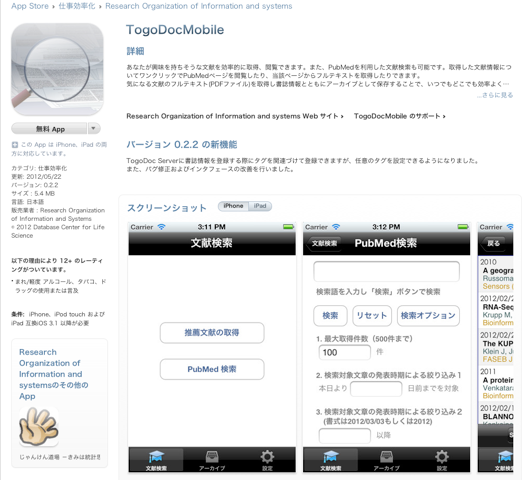 App Store ▸ 仕事効率化 ▸ Research Organization of Information and systems
TogoDocMobile
詳細
あなたが興味を持ちそうな文献を効率的に取得、閲覧できます。また、PubMedを利用した文献検索も可能です。取得した文献情報に
ついてワンクリックでPubMedページを閲覧したり、当該ページからフルテキストを取得したりできます。
気になる文献のフルテキスト(PDFファイル)を取得し書誌情報とともにアーカイブとして保存することで、いつでもどこでも効率よく…
...さらに見る
Research Organization of Information and systems Web サイト ▸ TogoDocMobile のサポート ▸
バージョン 0.2.2 の新機能
TogoDoc Serverに書誌情報を登録する際にタグを関連づけて登録できますが、任意のタグを設定できるようになりました。
また、バグ修正およびインタフェースの改善を行いました。
無料 App
この App は iPhone、iPad の両
方に対応しています。
カテゴリ: 仕事効率化
更新: 2012/05/22
バージョン: 0.2.2
サイズ : 5.4 MB
言語: 日本語
販売業者 : Research Organization
of Information and Systems
© 2012 Database Center for Life
Science
以下の理由により 12+ のレーティ
ングがついています。
まれ/軽度 アルコール、タバコ、ド
ラッグの使用または言及
条件: iPhone、iPod touch および
iPad 互換iOS 3.1 以降が必要
Research
Organization of
Information and
systemsのその他の
App
じゃんけん道場 −きみは統計を
スクリーンショット iPhone iPad
Carrier 3:11 PM
文献検索
推薦文献の取得
PubMed 検索
文献検索 アーカイブ 設定
Carrier 3:12 PM
文献検索 PubMed検索
検索語を入力し「検索」ボタンで検索
検索 リセット 検索オプション
1. 最大取得件数（500件まで）
100 件
2. 検索対象文章の発表時期による絞り込み１
本日より 日前までを対象
3. 検索対象文章の発表時期による絞り込み２
(書式は2012/03/03もしくは2012)
以降
文献検索 アーカイブ 設定
Carrier
戻る
2010
A geogra
Russoma
Sensors (
2012/02/
RNA-Sec
Krupp M,
Bioinform
2012/02/
The KUP
Klein J, Ju
FASEB J
2011
A protein
Venkatara
Bioinform
2012/02/1
BLANNO
文献検索